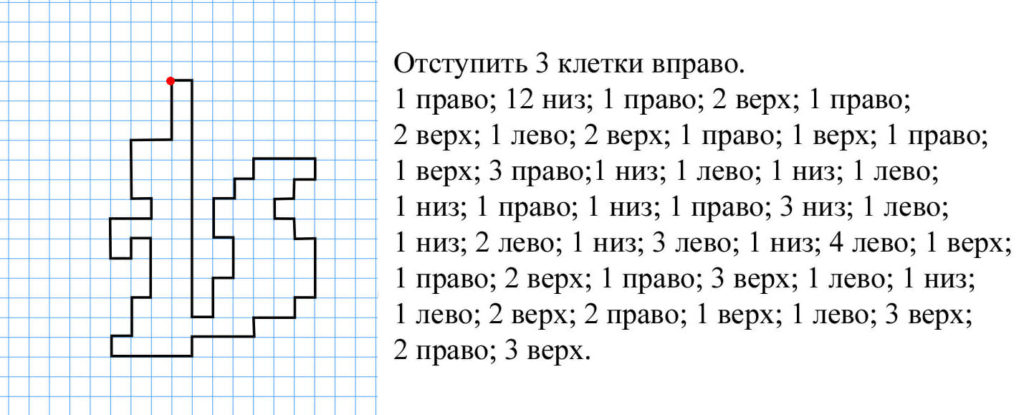 Отступить 3 клетки вправо.
1 право; 12 низ; 1 право; 2 верх; 1 право;
2 верх; 1 лево; 2 верх; 1 право; 1 верх; 1 право;
1 верх; 3 право;1 низ; 1 лево; 1 низ; 1 лево;
1 низ; 1 право; 1 низ; 1 право; 3 низ; 1 лево;
1 низ; 2 лево; 1 низ; 3 лево; 1 низ; 4 лево; 1 верх;
1 право; 2 верх; 1 право; 3 верх; 1 лево; 1 низ;
1 лево; 2 верх; 2 право; 1 верх; 1 лево; 3 верх;
2 право; 3 верх.